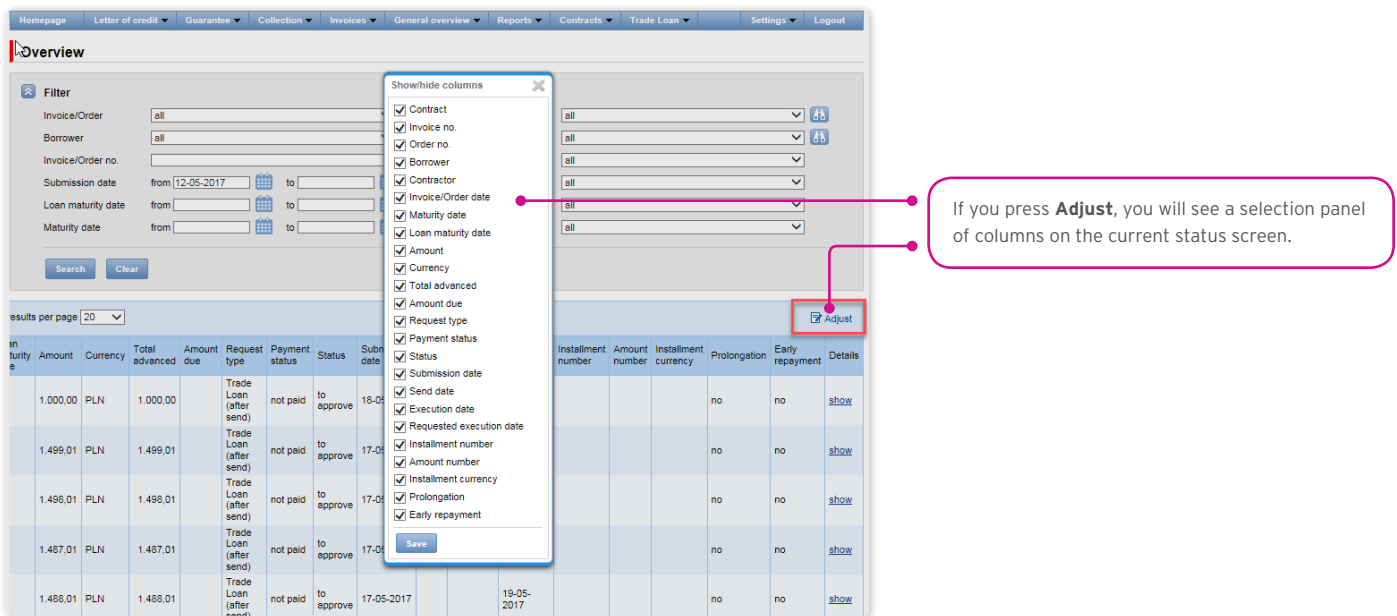 Homepage Letter of credit Guarantee Collection Invoices General overview Reports Contracts Trade Loan Settings Logout
Overview
Filter
Invoice/Order all all
Borrower all all
Invoice/Order no. all
Submission date from 12-05-2017 to all
Loan maturity date from to all
Maturity date from to all
Search Clear
Show/hide columns
Contract
Invoice no.
Order no.
Borrower
Contractor
Invoice/Order date
Maturity date
Loan maturity date
Amount
Currency
Total advanced
Amount due
Request type
Payment status
Status
Submission date
Send date
Execution date
Requested execution date
Installment number
Amount number
Installment currency
Prolongation
Early repayment
Save
If you press Adjust, you will see a selection panel
of columns on the current status screen.
results per page 20 Adjust
Amount Currency Total advanced Amount due Request type Payment status Status date Installment number Amount number Installment currency Prolongation Early repayment Details
1.000,00 PLN 1.000,00 Trade Loan (after send) not paid to approve no no show
1.499,01 PLN 1.499,01 Trade Loan (after send) not paid to approve no no show
1.498,01 PLN 1.498,01 Trade Loan (after send) not paid to approve no no show
1.487,01 PLN 1.487,01 Trade Loan (after send) not paid to approve no no show
1.488,01 PLN 1.488,01 Trade Loan (after send) not paid to approve 17-05-2017 19-05-2017 no no show